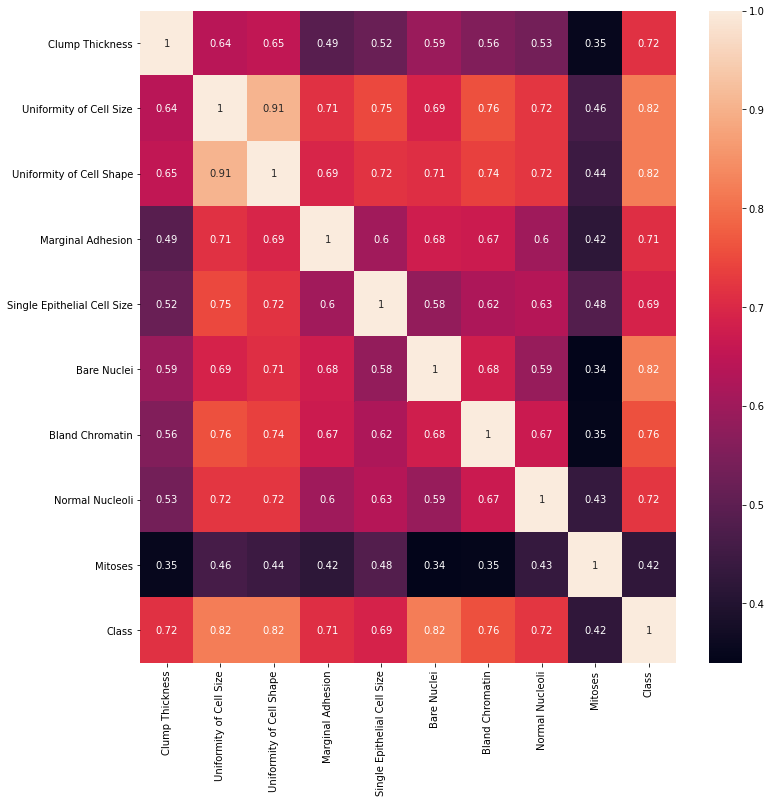 Clump Thickness 1 0.64 0.65 0.49 0.52 0.59 0.56 0.53 0.35 0.72
Uniformity of Cell Size 0.64 1 0.91 0.71 0.75 0.69 0.76 0.72 0.46 0.82
Uniformity of Cell Shape 0.65 0.91 1 0.69 0.72 0.71 0.74 0.72 0.44 0.82
Marginal Adhesion 0.49 0.71 0.69 1 0.6 0.68 0.67 0.6 0.42 0.71
Single Epithelial Cell Size 0.52 0.75 0.72 0.6 1 0.58 0.62 0.63 0.48 0.69
Bare Nuclei 0.59 0.69 0.71 0.68 0.58 1 0.68 0.59 0.34 0.82
Bland Chromatin 0.56 0.76 0.74 0.67 0.62 0.68 1 0.67 0.35 0.76
Normal Nucleoli 0.53 0.72 0.72 0.6 0.63 0.59 0.67 1 0.43 0.72
Mitoses 0.35 0.46 0.44 0.42 0.48 0.34 0.35 0.43 1 0.42
Class 0.72 0.82 0.82 0.71 0.69 0.82 0.76 0.72 0.42 1
Clump Thickness
Uniformity of Cell Size
Uniformity of Cell Shape
Marginal Adhesion
Single Epithelial Cell Size
Bare Nuclei
Bland Chromatin
Normal Nucleoli
Mitoses
Class
1.0
0.9
0.8
0.7
0.6
0.5
0.4